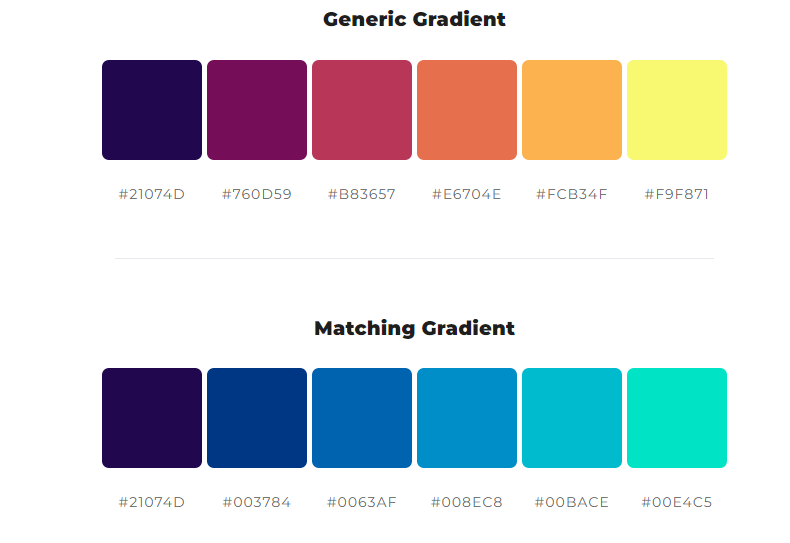 Generic Gradient
#21074D #760D59 #B83657 #E6704E #FCB34F #F9F871
Matching Gradient
#21074D #003784 #0063AF #008EC8 #00BACE #00E4C5